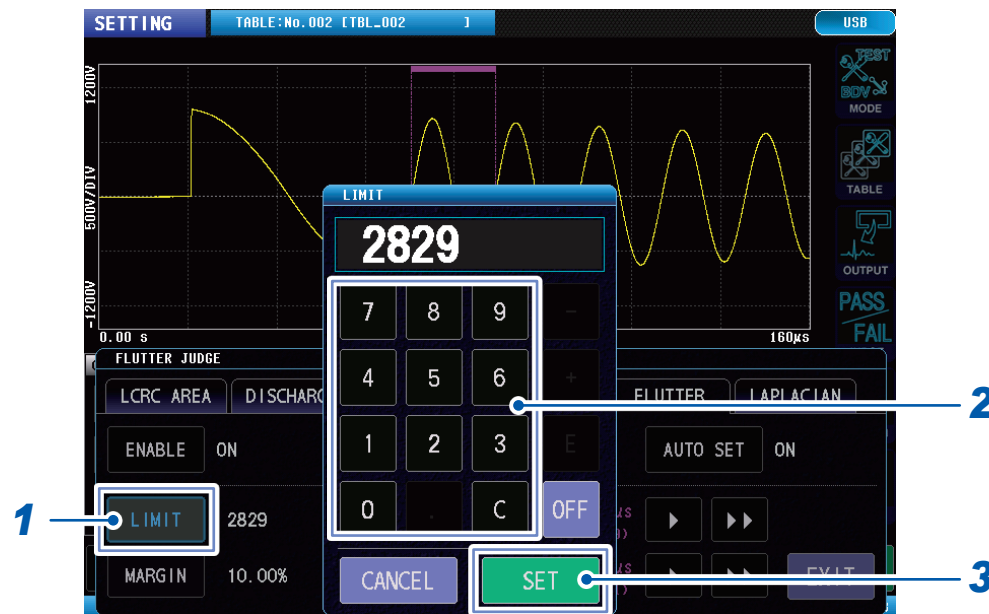 SETTING
TABLE:No.002 [TBL_002 ]
USB
1200V
500V/DIV
-1200V
0.00 s
160µs
TEST
BDV
MODE
TABLE
OUTPUT
PASS
FAIL
LIMIT
2829
7 8 9 -
4 5 6 +
1 2 3 E
0 . C OFF
CANCEL SET
FLUTTER JUDGE
LCRC AREA
FLUTTER
LAPLACIAN
ENABLE ON
AUTO SET ON
LIMIT 2829
MARGIN 10.00%
EXIT
1
2
3